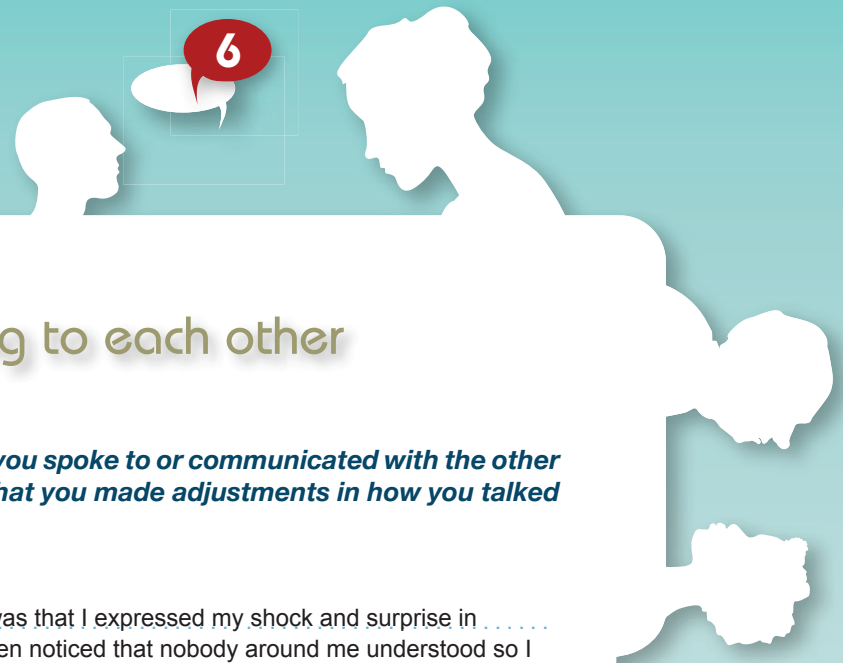 6
g to each other
you spoke to or communicated with the other
hat you made adjustments in how you talked
was that I expressed my shock and surprise in
en noticed that nobody around me understood so I